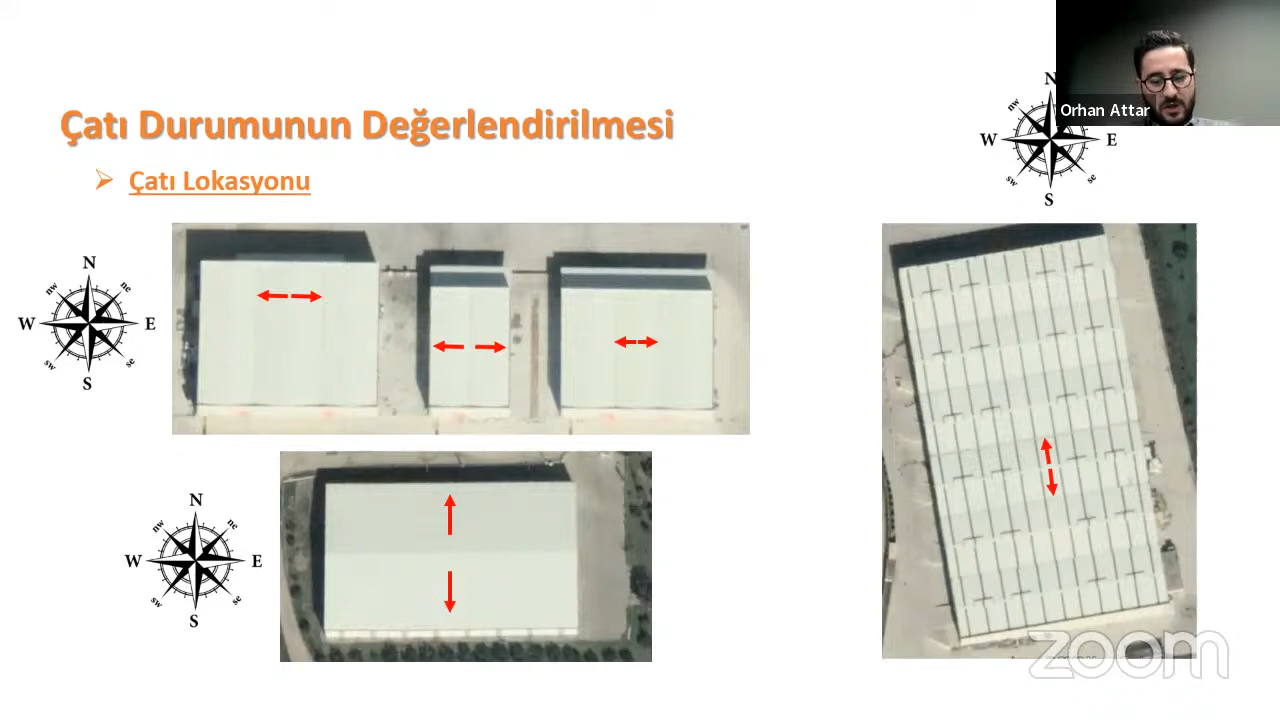 Çatı Durumunun Değerlendirilmesi
➢ Çatı Lokasyonu
Orhan Attar
N
nw
W
E
sw
se
S
N
nw
ne
W
E
sw
se
S
N
nw
ne
W
E
sw
se
S
zoom